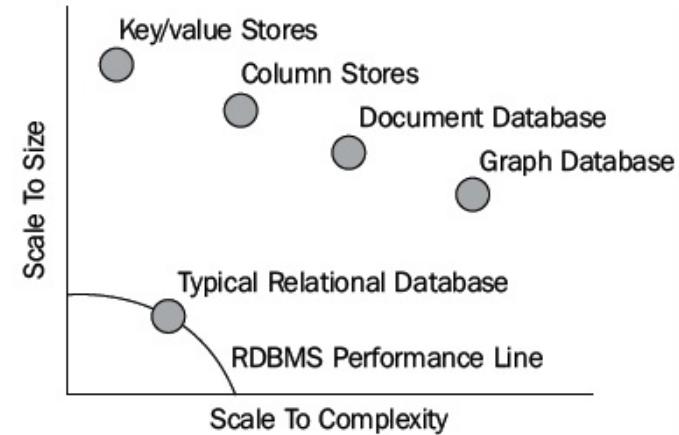 Key/value Stores
Column Stores
Document Database
Graph Database
Scale To Size
Typical Relational Database
RDBMS Performance Line
Scale To Complexity